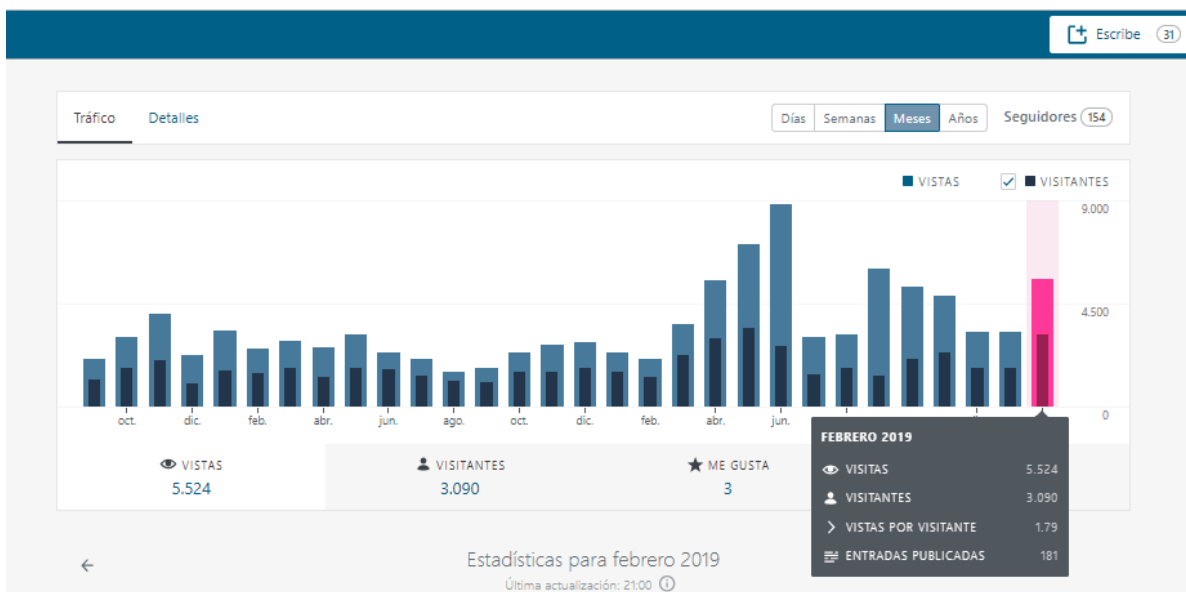 Escribe 31
Tráfico Detalles Días Semanas Meses Años Seguidores 154
VISTAS VISITANTES
9.000
4.500
0
oct. dic. feb. abr. jun. ago. oct. dic. feb. abr. jun.
VISTAS VISITANTES ME GUSTA
5.524 3.090 3
FEBRERO 2019
VISITAS 5.524
VISITANTES 3.090
VISTAS POR VISITANTE 1.79
ENTRADAS PUBLICADAS 181
Estadísticas para febrero 2019
Última actualización: 21:00